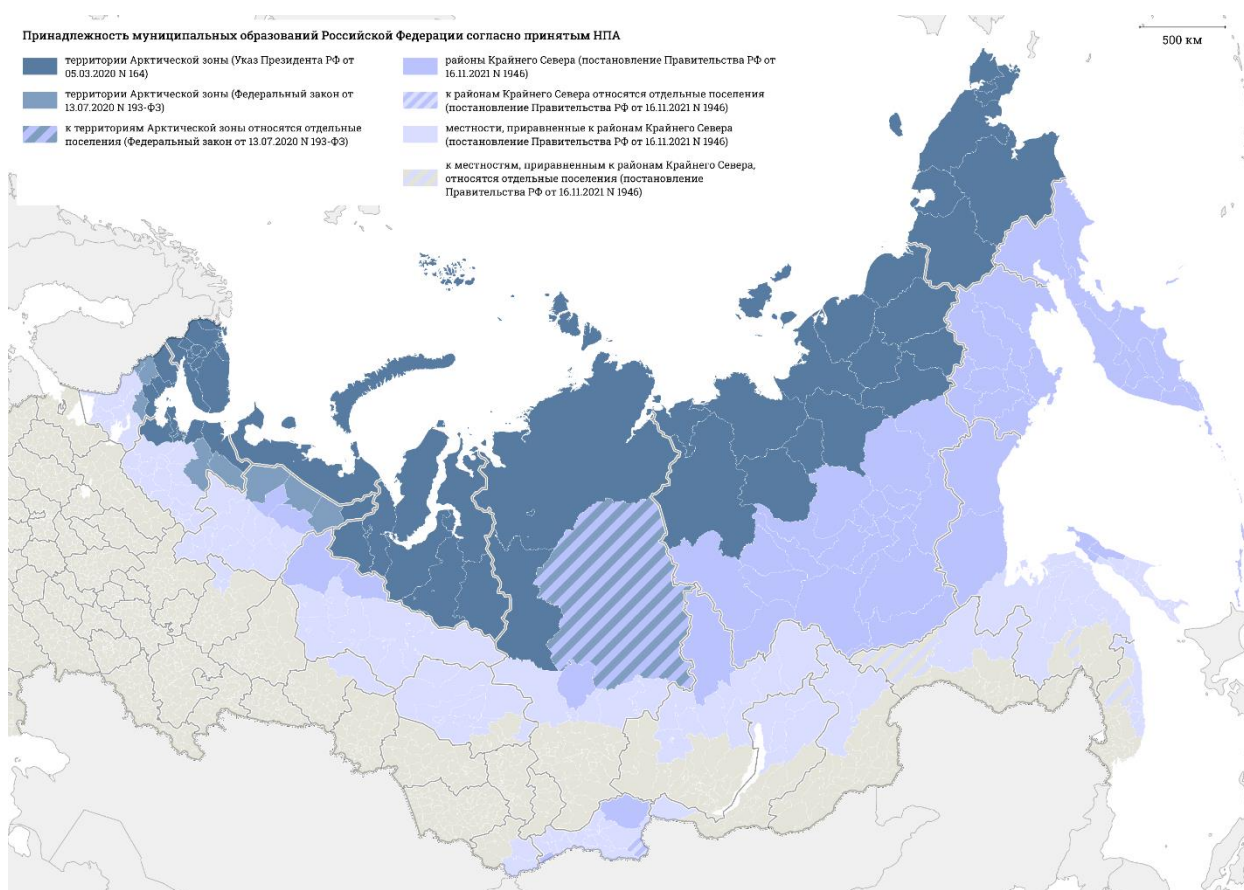 Принадлежность муниципальных образований Российской Федерации согласно принятым НПА
территории Арктической зоны (Указ Президента РФ от
05.03.2020 N 164)
территории Арктической зоны (Федеральный закон от
13.07.2020 N 193-ФЗ)
к территориям Арктической зоны относятся отдельные
поселения (Федеральный закон от 13.07.2020 N 193-ФЗ)
районы Крайнего Севера (постановление Правительства РФ от
16.11.2021 N 1946)
к районам Крайнего Севера относятся отдельные поселения
(постановление Правительства РФ от 16.11.2021 N 1946)
местности, приравненные к районам Крайнего Севера
(постановление Правительства РФ от 16.11.2021 N 1946)
к местностям, приравненным к районам Крайнего Севера,
относятся отдельные поселения (постановление
Правительства РФ от 16.11.2021 N 1946)
500 км